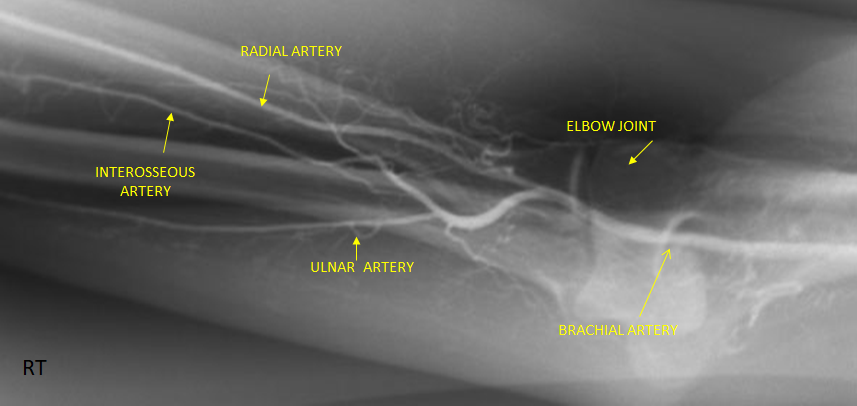 RADIAL ARTERY
ELBOW JOINT
INTEROSSEOUS
ARTERY
ULNAR  ARTERY
BRACHIAL ARTERY
RT